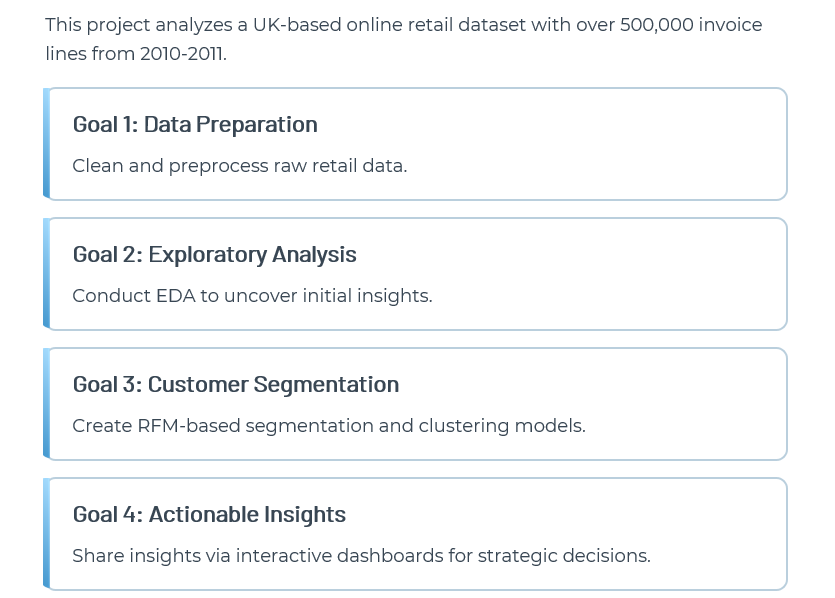 This project analyzes a UK-based online retail dataset with over 500,000 invoice
lines from 2010-2011.
Goal 1: Data Preparation
Clean and preprocess raw retail data.
Goal 2: Exploratory Analysis
Conduct EDA to uncover initial insights.
Goal 3: Customer Segmentation
Create RFM-based segmentation and clustering models.
Goal 4: Actionable Insights
Share insights via interactive dashboards for strategic decisions.